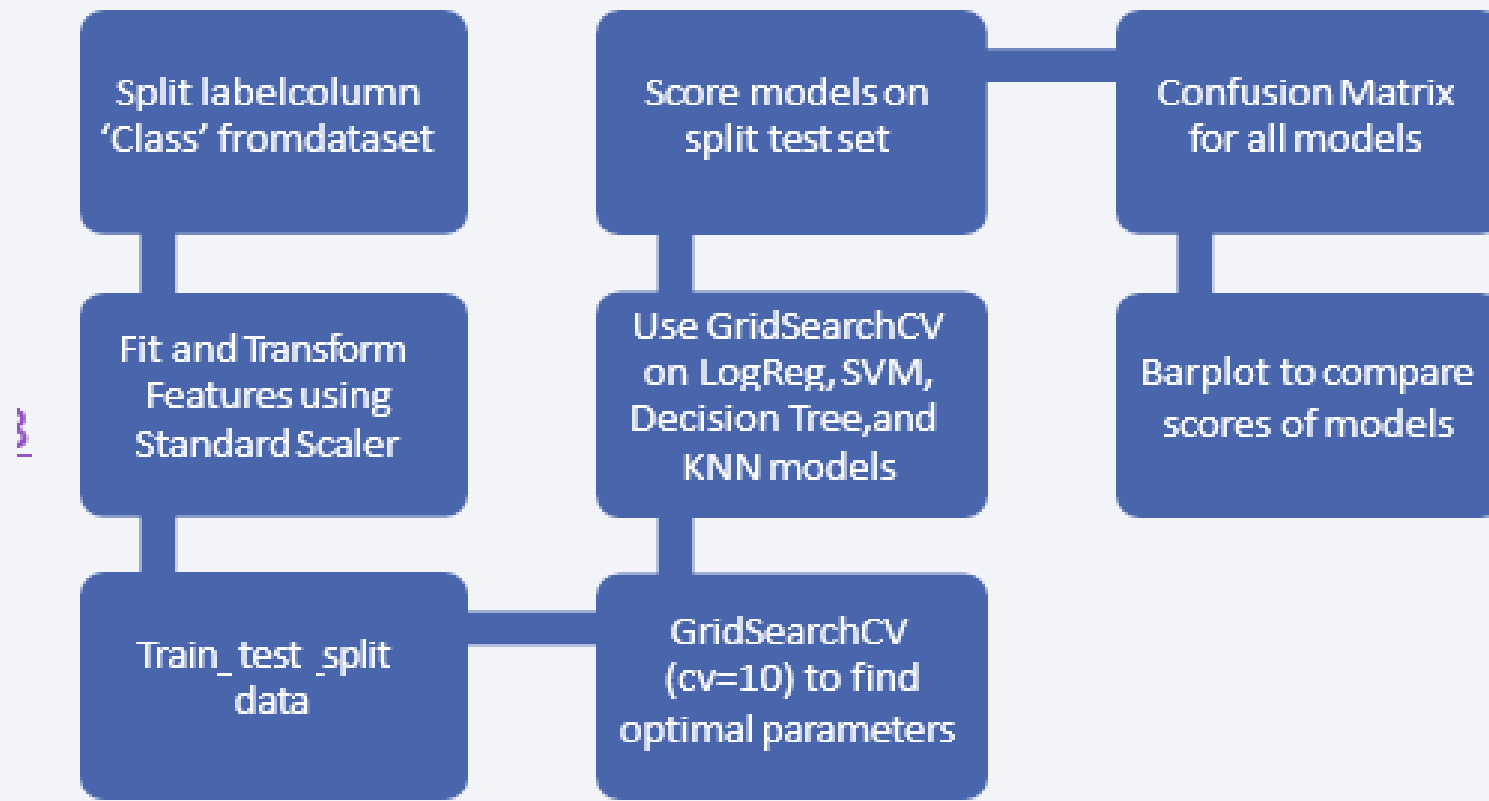 Split labelcolumn
‘Class’ fromdataset
Fit and Transform
Features using
Standard Scaler
Train_ test _split
data
GridSearchCV
(cv=10) to find
optimal parameters
Use GridSearchCV
on LogReg, SVM,
Decision Tree,and
KNN models
Score models on
split test set
Confusion Matrix
for all models
Barplot to compare
scores of models